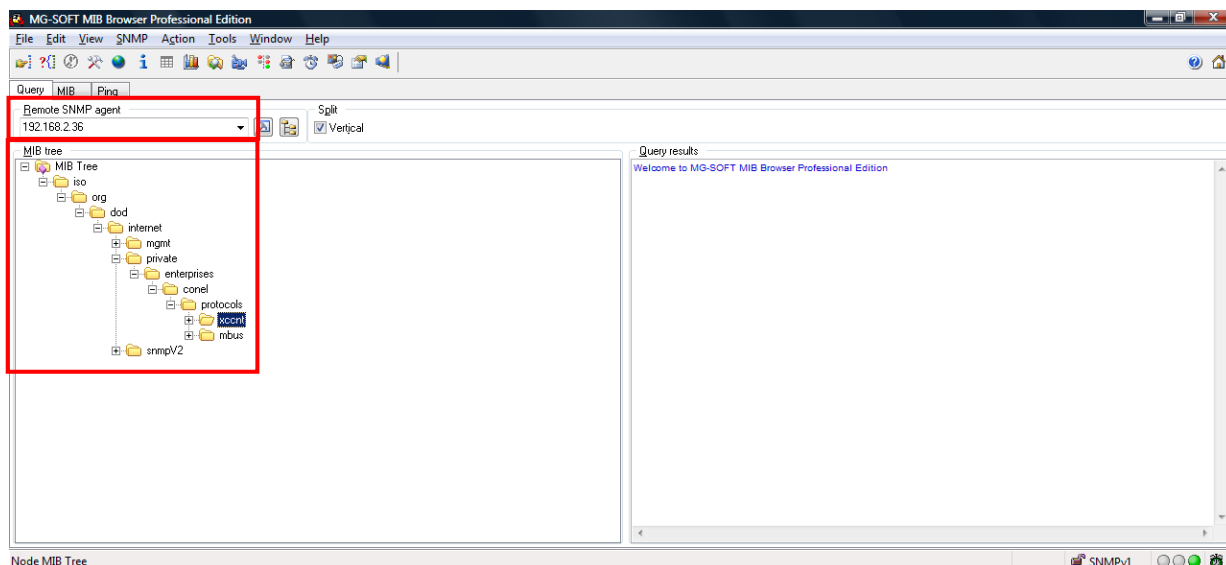 MG-SOFT MIB Browser Professional Edition
File Edit View SNMP Action Tools Window Help
Query MIB Ping
Remote SNMP agent
Split
192.168.2.36
Vertical
MIB tree
Query results
MIB Tree
Welcome to MG-SOFT MIB Browser Professional Edition
iso
org
dod
internet
mgmt
private
enterprises
conel
protocols
xccnt
mbus
snmpV2
Node MIB Tree
SNMPv1